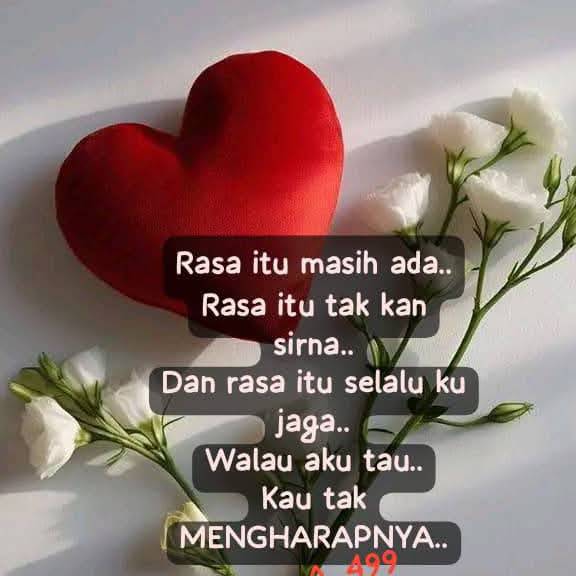 Rasa itu masih ada..
Rasa itu tak kan
sirna..
Dan rasa itu selalu ku
jaga..
Walau aku tau..
Kau tak
MENGHARAPNYA..
499